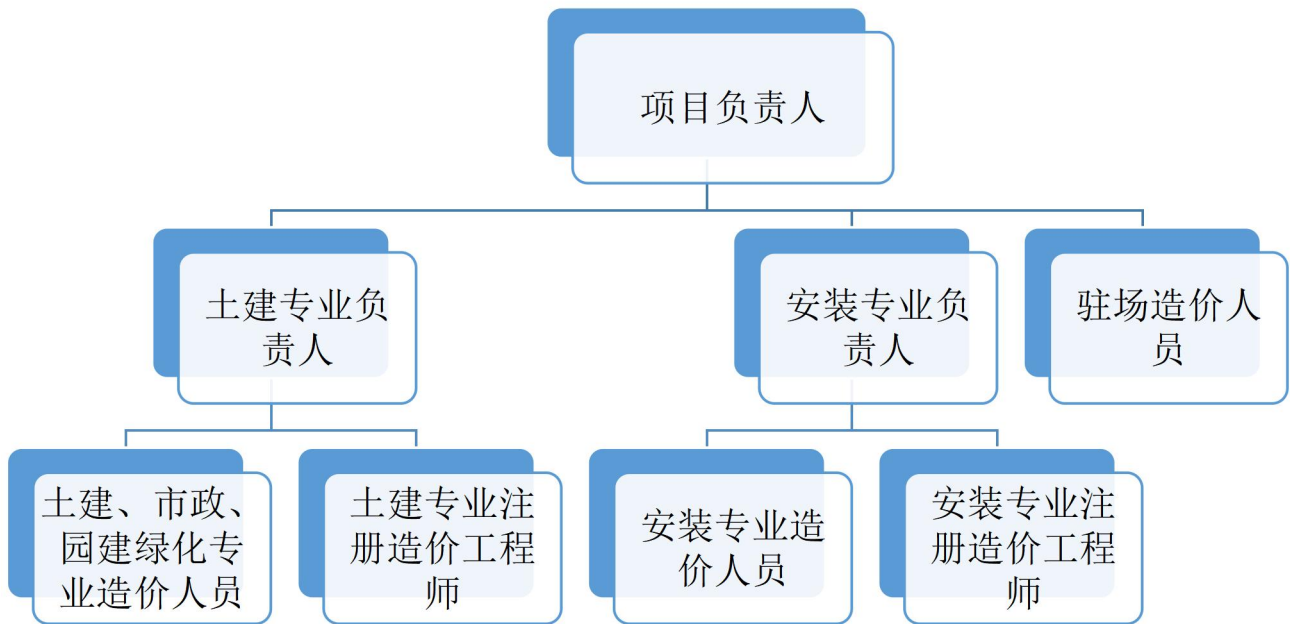 项目负责人
土建专业负
责人
安装专业负
责人
驻场造价人
员
土建、市政、
园建绿化专
业造价人员
土建专业注
册造价工程
师
安装专业造
价人员
安装专业注
册造价工程
师